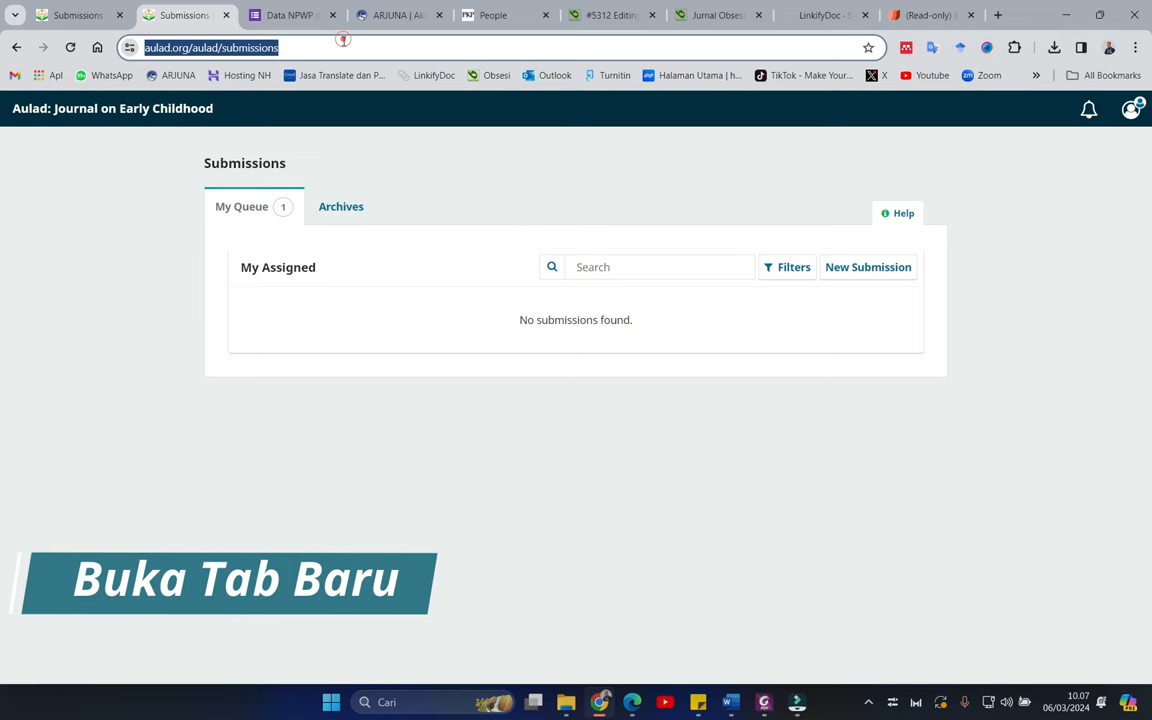 Submissions
Submissions
Data NPWP d
ARJUNA | Ak
PKP People
#5312 Editing
Jurnal Obses
LinkifyDoc - S
(Read-only) E
aulad.org/aulad/submissions
WhatsApp
ARJUNA
Hosting NH
Jasa Translate dan P...
LinkifyDoc
Obsesi
Outlook
Turnitin
Halaman Utama | h...
TikTok - Make Your...
X
Youtube
zm Zoom
»
All Bookmarks
Aulad: Journal on Early Childhood
Submissions
My Queue 1
Archives
Help
My Assigned
Search
Filters
New Submission
No submissions found.
Buka Tab Baru
Cari
10.07
06/03/2024